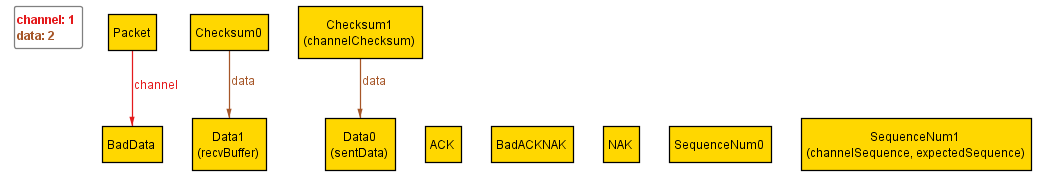 channel: 1
data: 2
Packet
Checksum0
Checksum1
(channelChecksum)
channel
data
data
BadData
Data1
(recvBuffer)
Data0
(sentData)
ACK
BadACKNAK
NAK
SequenceNum0
SequenceNum1
(channelSequence, expectedSequence)